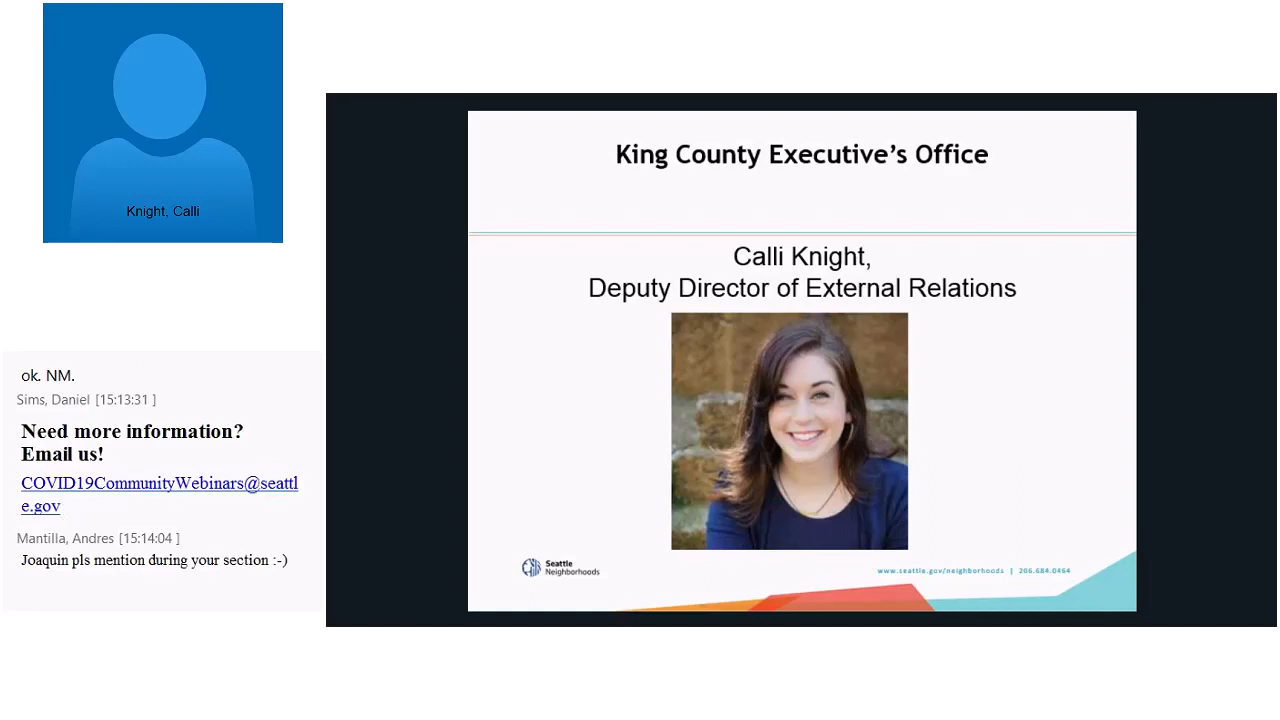 Knight, Calli
ok. NM.
Sims, Daniel [15:13:31 ]
Need more information?
Email us!
COVID19CommunityWebinars@seattl
e.gov
Mantilla, Andres [15:14:04 ]
Joaquin pls mention during your section :-)
King County Executive’s Office
Calli Knight,
Deputy Director of External Relations
Seattle
Neighborhoods
www.seattle.gov/neighborhoods | 206.684.0464